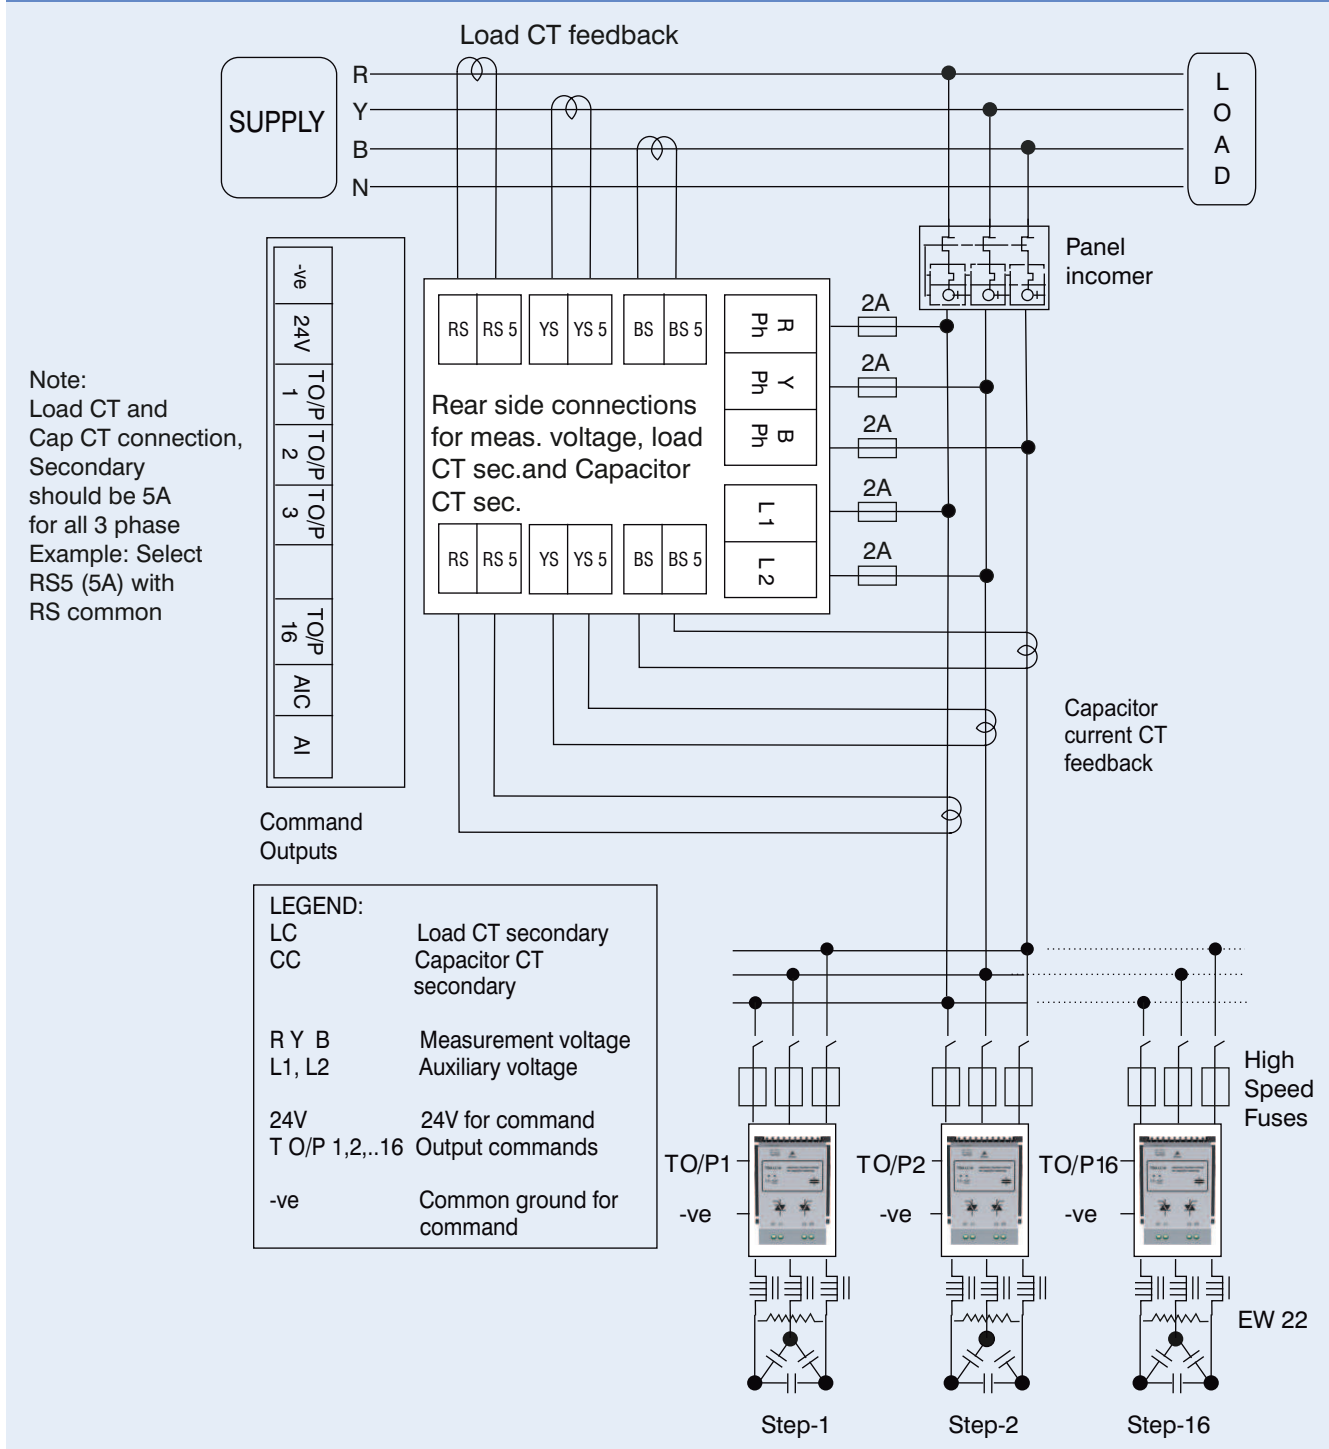 Load CT feedback
SUPPLY
R
Y
B
N
L
O
A
D
Panel
incomer
-ve
24V
TO/P
1
TO/P
2
TO/P
3
TO/P
16
AIC
AI
Command
Outputs
Note:
Load CT and
Cap CT connection,
Secondary
should be 5A
for all 3 phase
Example: Select
RS5 (5A) with
RS common
RS RS 5 YS YS 5 BS BS 5
R
Ph
Y
Ph
B
Ph
L1
L2
Rear side connections
for meas. voltage, load
CT sec.and Capacitor
CT sec.
RS RS 5 YS YS 5 BS BS 5
2A
2A
2A
2A
2A
Capacitor
current CT
feedback
LEGEND:
LC Load CT secondary
CC Capacitor CT
secondary
R Y B Measurement voltage
L1, L2 Auxiliary voltage
24V 24V for command
T O/P 1,2,..16 Output commands
-ve Common ground for
command
High
Speed
Fuses
TO/P1
-ve
TO/P2
-ve
TO/P16
-ve
EW 22
Step-1
Step-2
Step-16